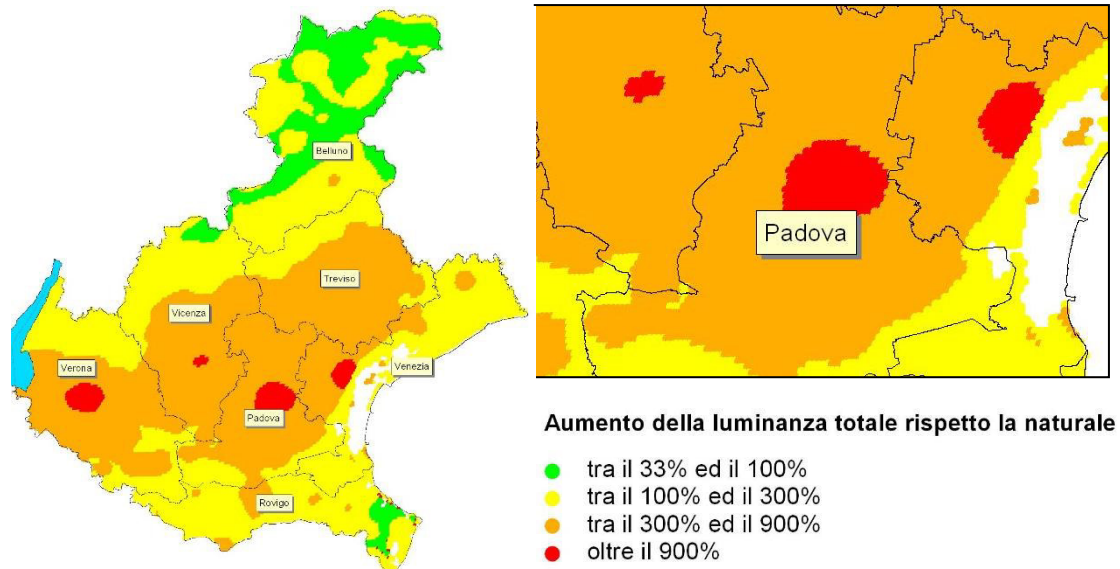 Belluno
Treviso
Vicenza
Verona
Venezia
Padova
Rovigo
Padova
Aumento della luminanza totale rispetto la naturale
tra il 33% ed il 100%
tra il 100% ed il 300%
tra il 300% ed il 900%
oltre il 900%